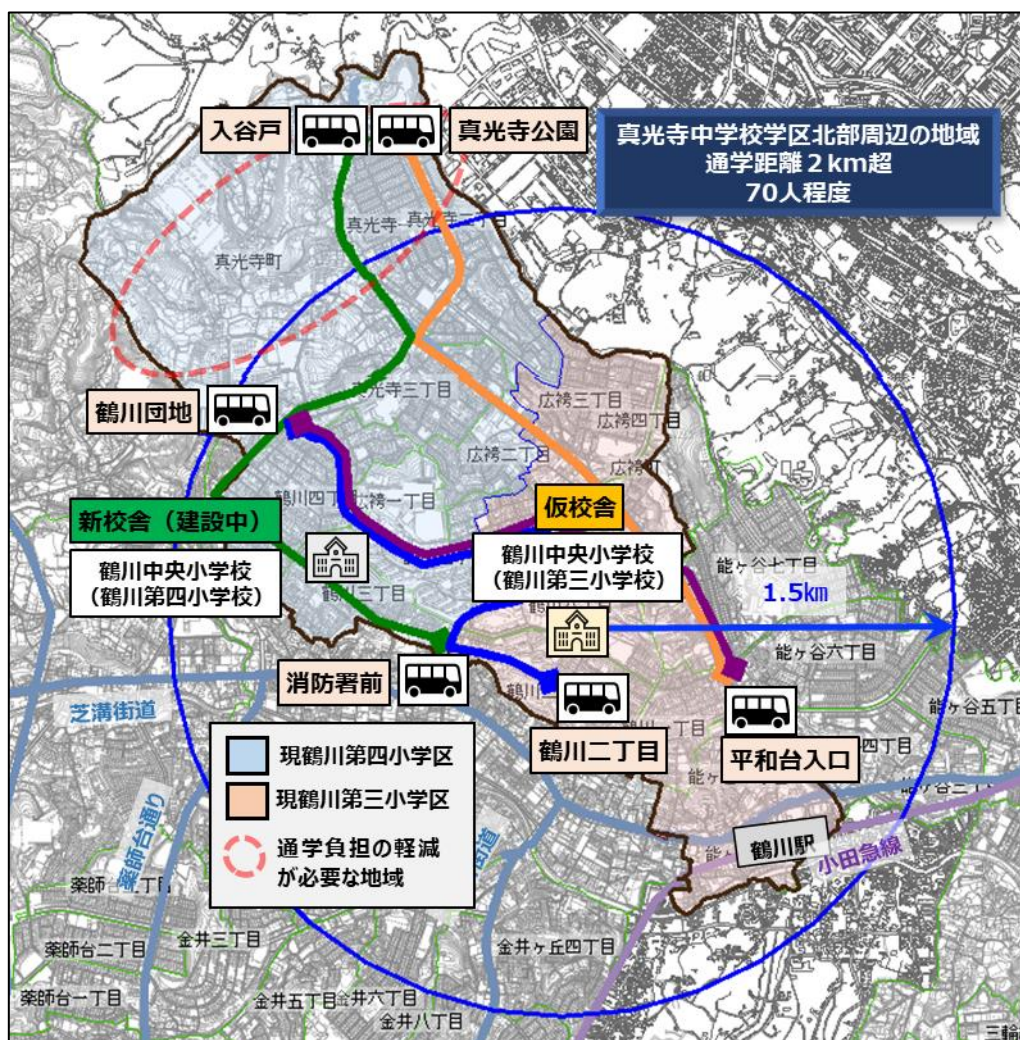 入谷戸
真光寺公園
真光寺中学校学区北部周辺の地域
通学距離2km超
70人程度
真光寺二丁目
真光寺町
鶴川団地
真光寺三丁目
広袴三丁目
広袴四丁目
広袴二丁目
広袴町
鶴川四丁目
広袴一丁目
新校舎（建設中）
仮校舎
鶴川中央小学校
（鶴川第四小学校）
鶴川中央小学校
（鶴川第三小学校）
能ヶ谷七丁目
1.5km
鶴川三丁目
能ヶ谷六丁目
消防署前
能ヶ谷五丁目
芝溝街道
鶴川二丁目
平和台入口
四丁目
現鶴川第四小学区
現鶴川第三小学区
通学負担の軽減
が必要な地域
鶴川駅
小田急線
薬師台通り
街道
金井三丁目
金井ヶ丘四丁目
薬師台二丁目
薬師台一丁目
金井五丁目
金井六丁目
金井八丁目
三輪